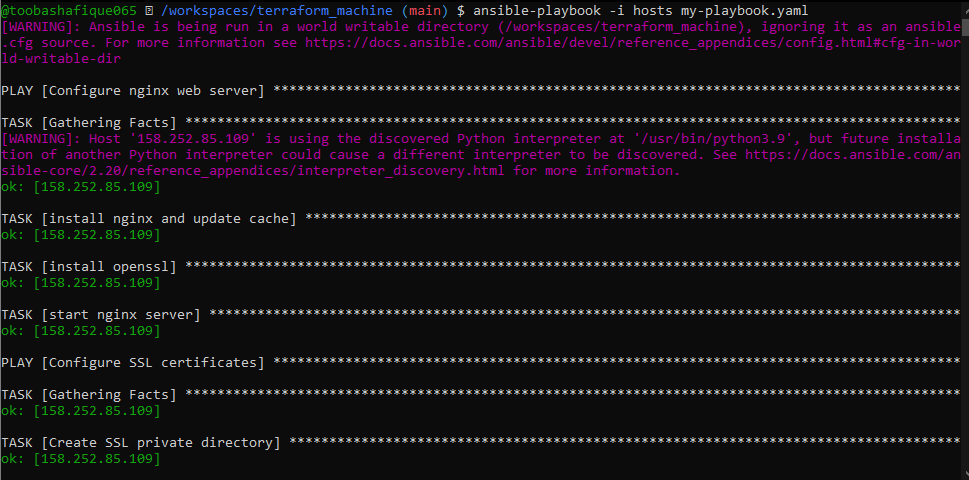 @toobashafique065 /workspaces/terraform_machine (main) $ ansible-playbook -i hosts my-playbook.yaml
[WARNING]: Ansible is being run in a world writable directory (/workspaces/terraform_machine), ignoring it as an ansible
.cfg source. For more information see https://docs.ansible.com/ansible/devel/reference_appendices/config.html#cfg-in-wor
ld-writable-dir
PLAY [Configure nginx web server] **************************************************************************************
TASK [Gathering Facts] *************************************************************************************************
[WARNING]: Host '158.252.85.109' is using the discovered Python interpreter at '/usr/bin/python3.9', but future installa
tion of another Python interpreter could cause a different interpreter to be discovered. See https://docs.ansible.com/an
sible-core/2.20/reference_appendices/interpreter_discovery.html for more information.
ok: [158.252.85.109]
TASK [install nginx and update cache] **********************************************************************************
ok: [158.252.85.109]
TASK [install openssl] *************************************************************************************************
ok: [158.252.85.109]
TASK [start nginx server] **********************************************************************************************
ok: [158.252.85.109]
PLAY [Configure SSL certificates] **************************************************************************************
TASK [Gathering Facts] *************************************************************************************************
ok: [158.252.85.109]
TASK [Create SSL private directory] ************************************************************************************
ok: [158.252.85.109]